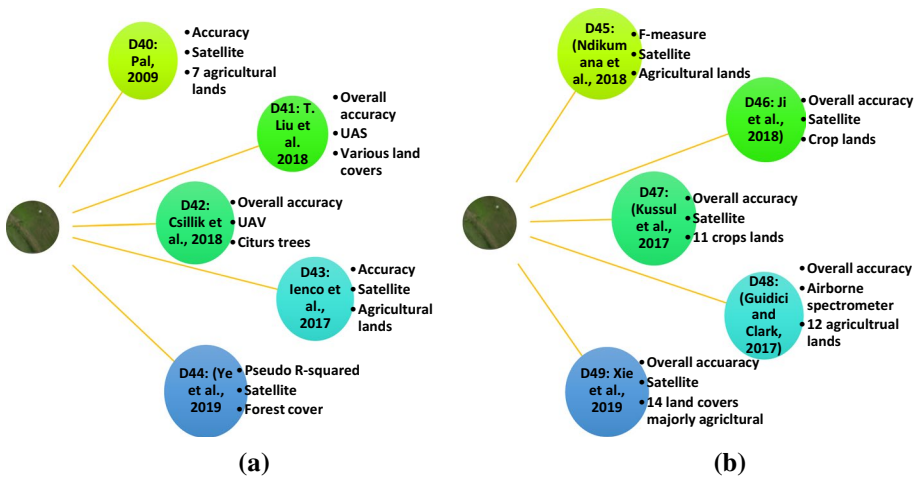 D40:
Pal,
2009
• Accuracy
• Satellite
• 7 agricultural
lands
D41: T.
Liu et
al.
2018
• Overall
accuracy
• UAS
• Various land
covers
D42:
Csillik et
al., 2018
• Overall accuracy
• UAV
• Citurs trees
D43:
Ienco et
al.,
2017
• Accuracy
• Satellite
• Agricultural
lands
D44: (Ye
et al.,
2019
• Pseudo R-squared
• Satellite
• Forest cover
(a)
D45:
(Ndikum
ana et
al., 2018
• F-measure
• Satellite
• Agricultural lands
D46: Ji
et al.,
2018)
• Overall accuracy
• Satellite
• Crop lands
D47:
(Kussul
et al.,
2017
• Overall accuracy
• Satellite
• 11 crops lands
D48:
(Guidici
and
Clark,
2017)
• Overall accuracy
• Airborne
spectrometer
• 12 agricultrual
lands
D49: Xie
et al.,
2019
• Overall accuaracy
• Satellite
• 14 land covers
majorly agricltural
(b)